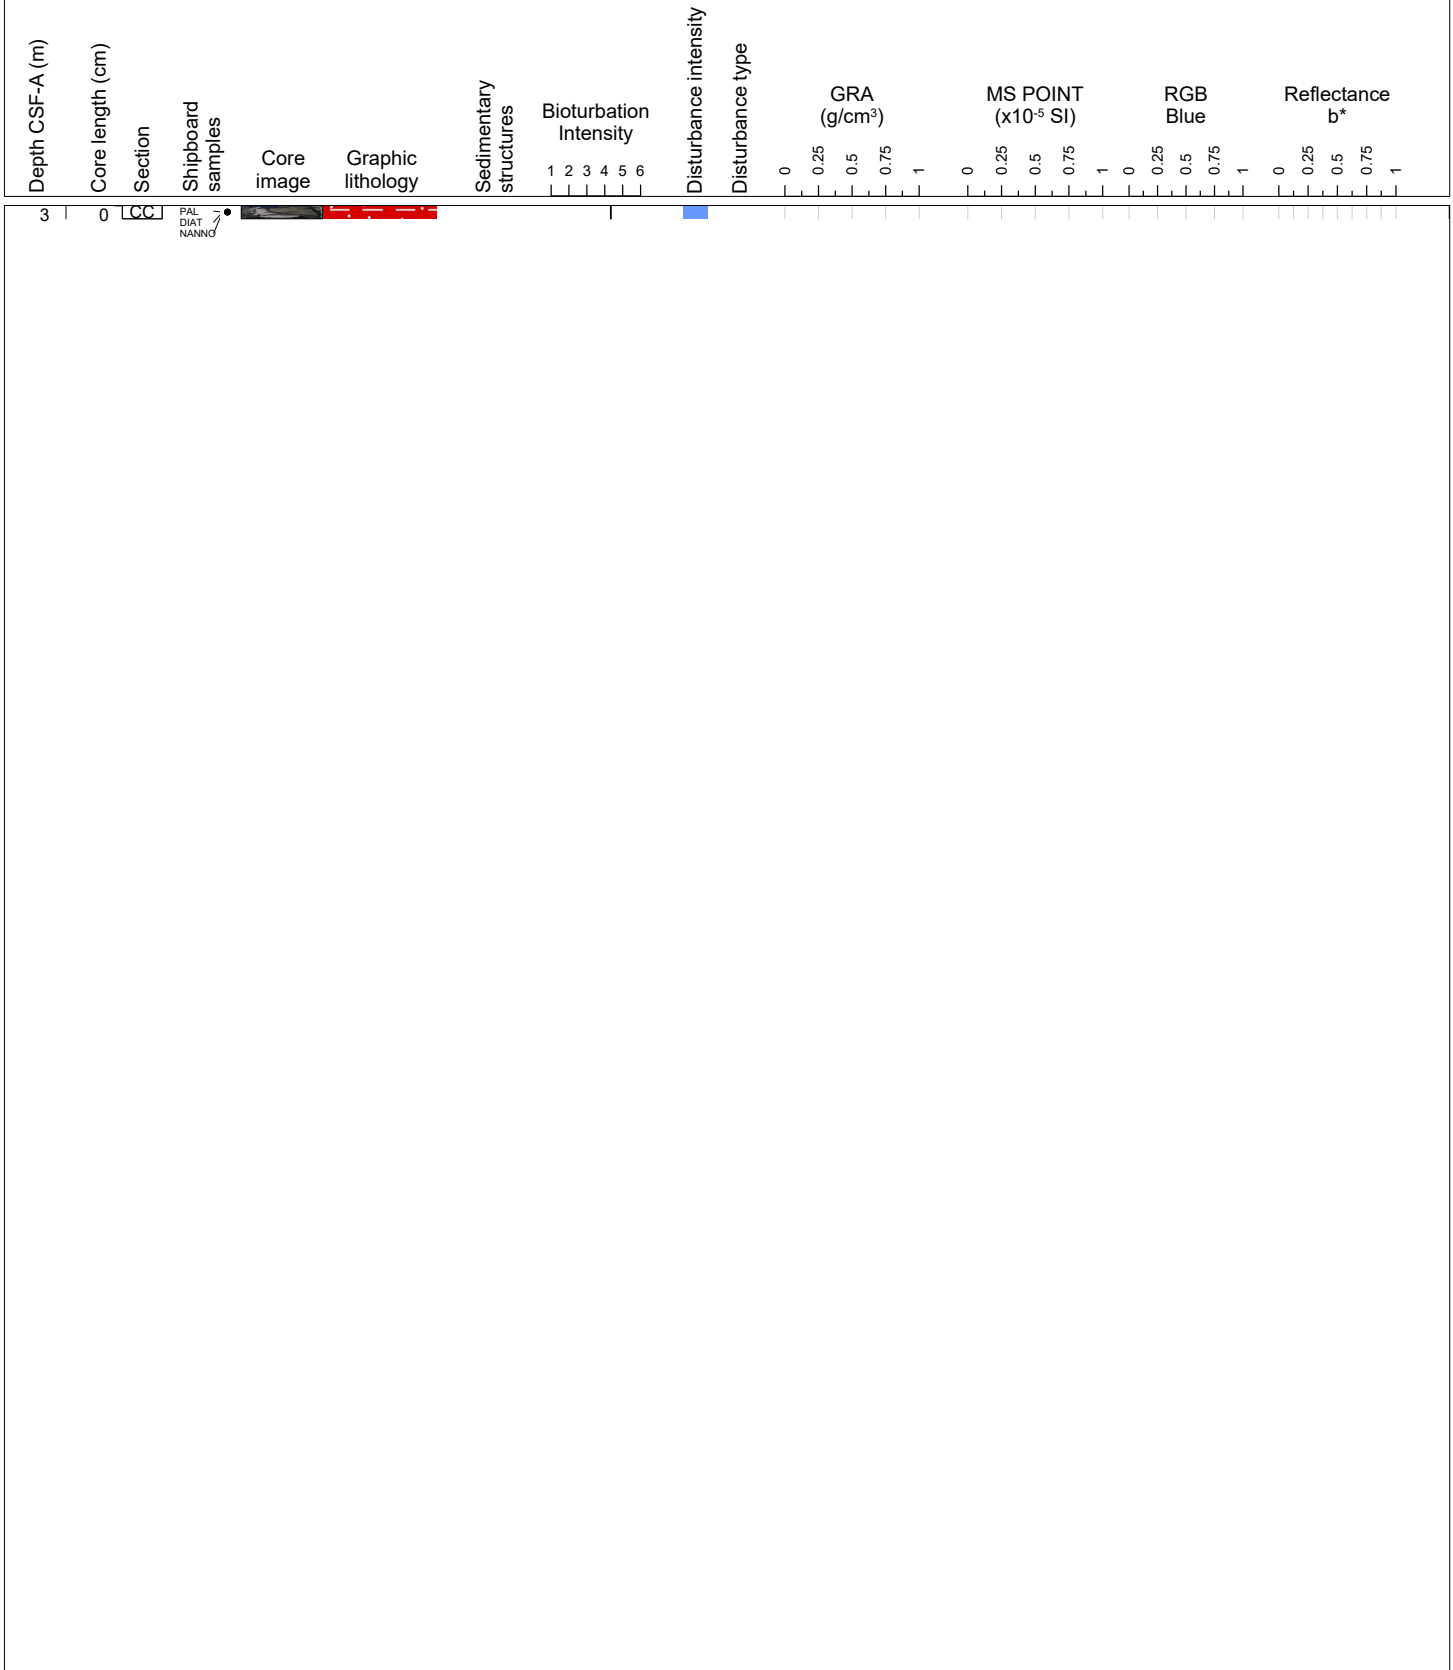 Depth CSF-A (m)
Core length (cm)
Section
Shipboard
samples
Core
image
Graphic
lithology
Sedimentary
structures
Bioturbation
Intensity
1 2 3 4 5 6
Disturbance intensity
Disturbance type
GRA
(g/cm³)
0 0.25 0.5 0.75 1
MS POINT
(x10⁻⁵ SI)
0 0.25 0.5 0.75 1
RGB
Blue
0 0.25 0.5 0.75 1
Reflectance
b*
0 0.25 0.5 0.75 1
3 0 CC
PAL
DIAT
NANNO